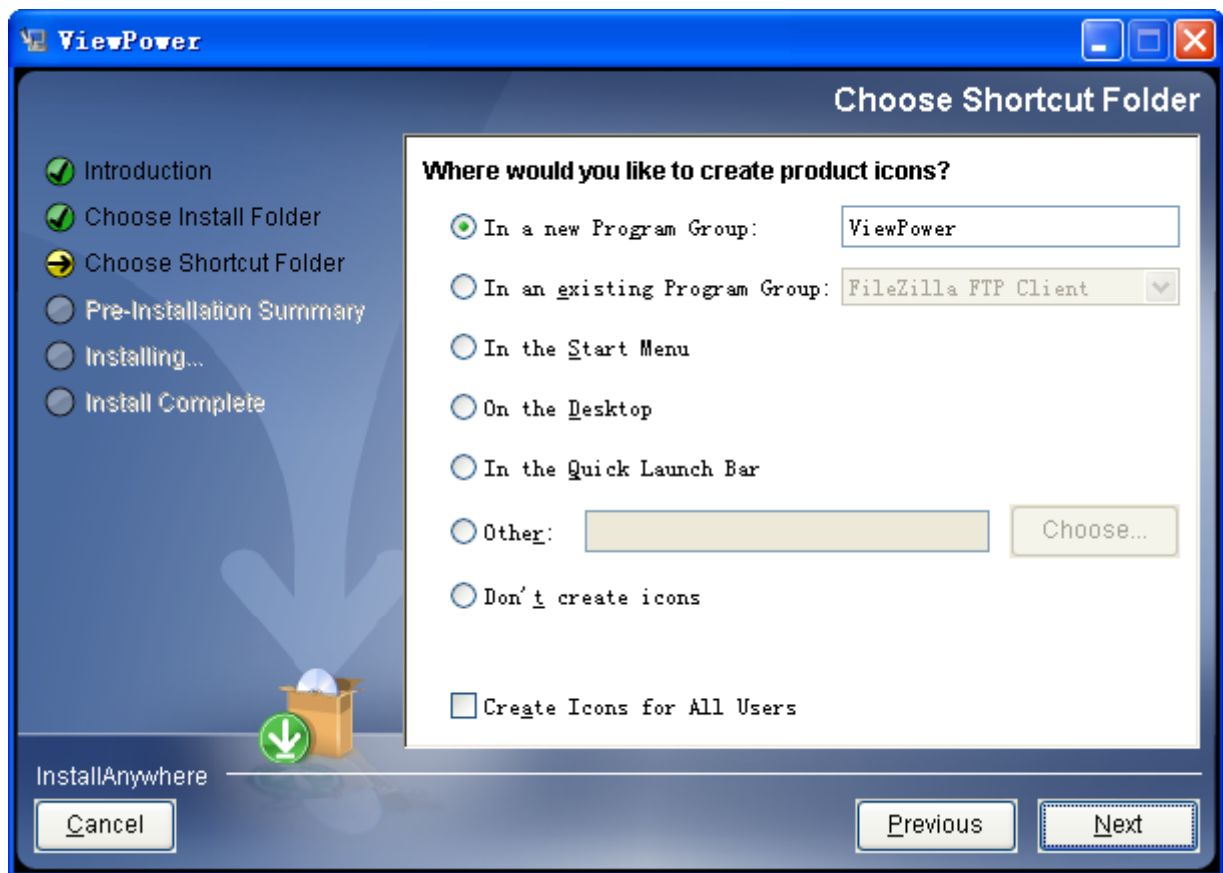 ViewPower
Choose Shortcut Folder
Introduction
Choose Install Folder
Choose Shortcut Folder
Pre-Installation Summary
Installing...
Install Complete
Where would you like to create product icons?
In a new Program Group: ViewPower
In an existing Program Group: FileZilla FTP Client
In the Start Menu
On the Desktop
In the Quick Launch Bar
Other: Choose...
Don't create icons
Create Icons for All Users
InstallAnywhere
Cancel Previous Next